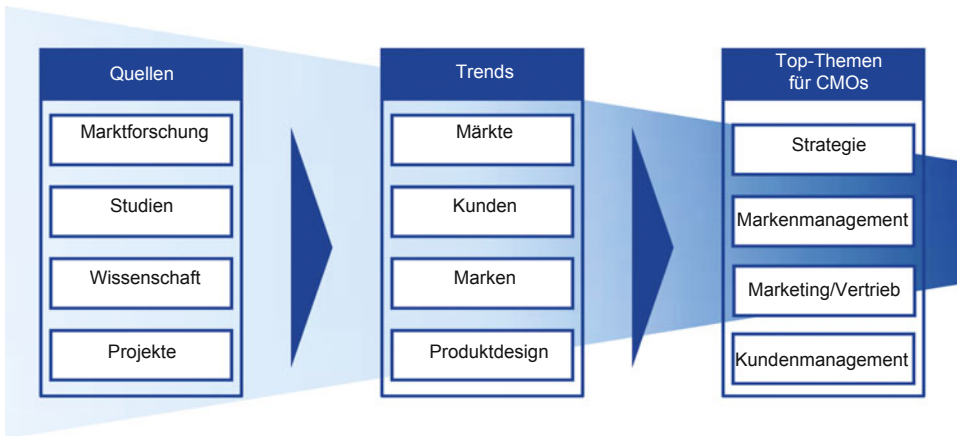 Quellen
Marktforschung
Studien
Wissenschaft
Projekte
Trends
Märkte
Kunden
Marken
Produktdesign
Top-Themen
für CMOs
Strategie
Markenmanagement
Marketing/Vertrieb
Kundenmanagement